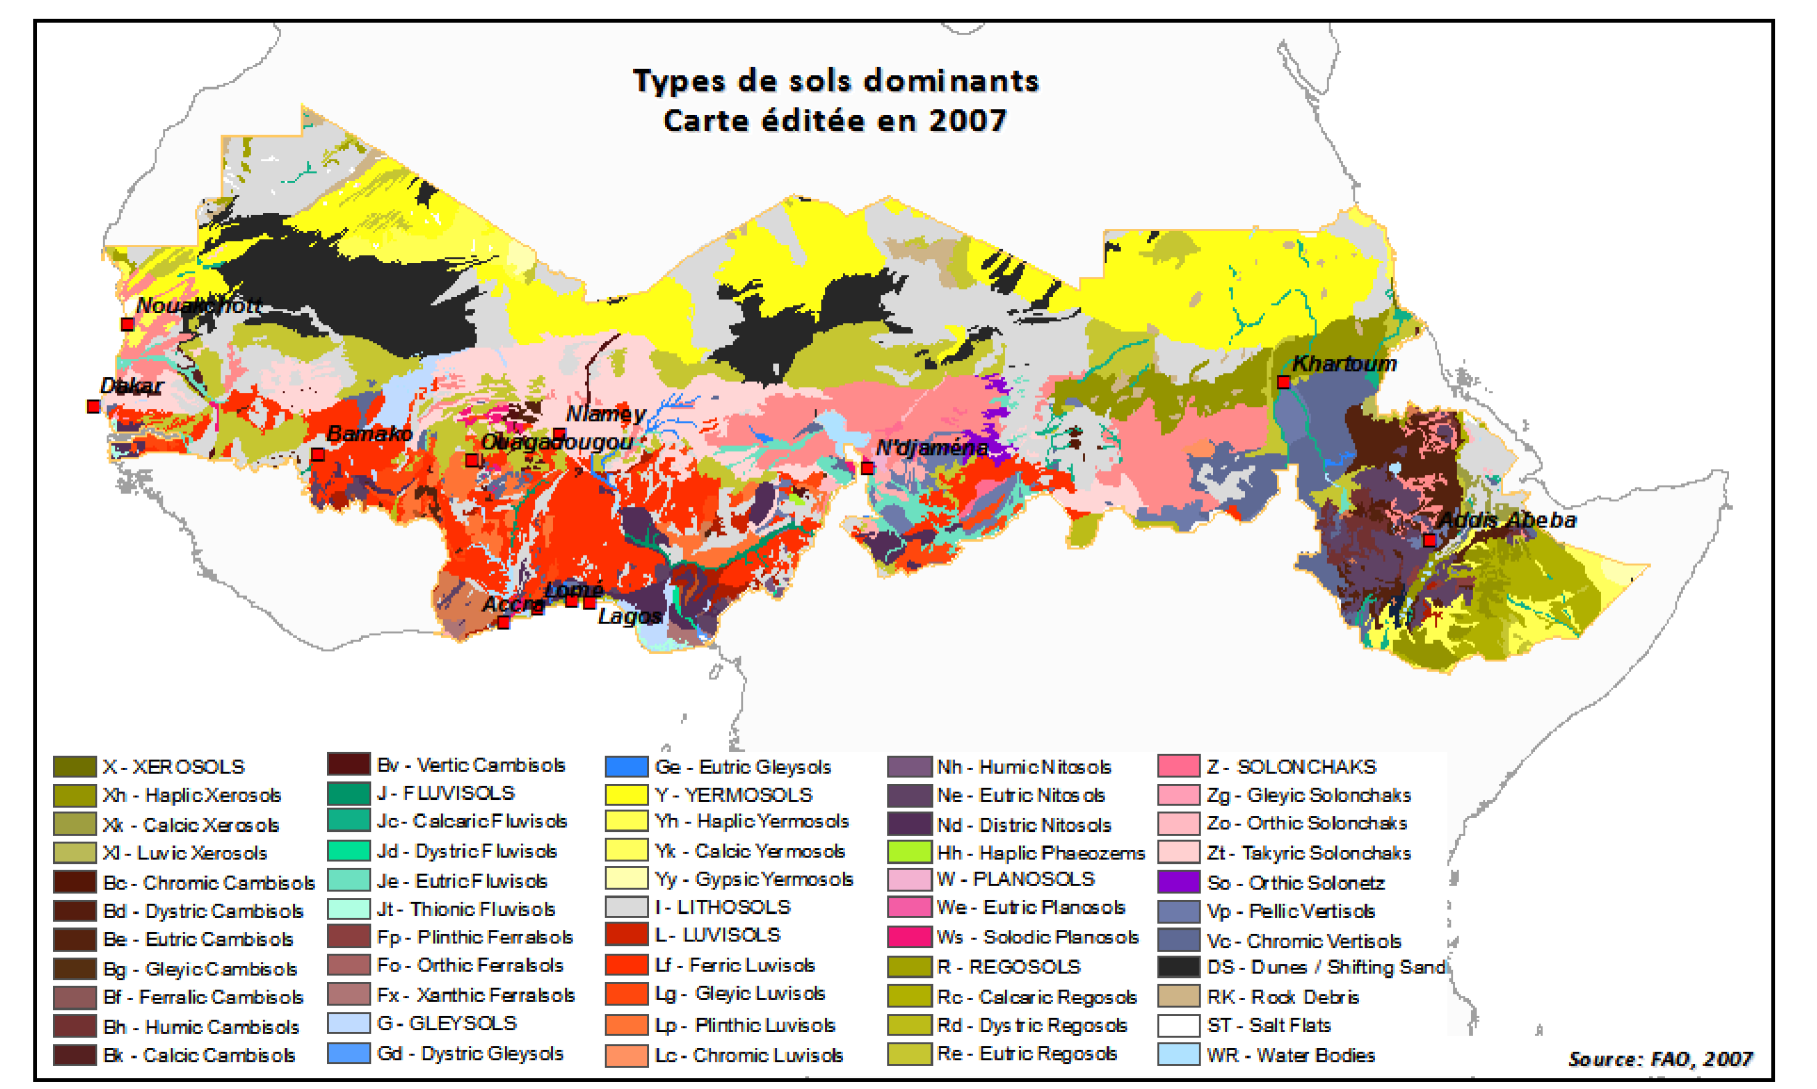 Types de sols dominants
Carte éditée en 2007
Nouakchott
Dakar
Bamako
Niamey
Ouagadougou
N'djaména
Khartoum
Addis Abeba
Accra
Lomé
Lagos
X - XEROSOLS
Xh - Haplic Xerosols
Xk - Calcic Xerosols
Xl - Luvic Xerosols
Bc - Chromic Cambisols
Bd - Dystric Cambisols
Be - Eutric Cambisols
Bg - Gleyic Cambisols
Bf - Ferralic Cambisols
Bh - Humic Cambisols
Bk - Calcic Cambisols
Bv - Vertic Cambisols
J - FLUVISOLS
Jc - Calcaric Fluvisols
Jd - Dystric Fluvisols
Je - Eutric Fluvisols
Jt - Thionic Fluvisols
Fp - Plinthic Ferralsols
Fo - Orthic Ferralsols
Fx - Xanthic Ferralsols
G - GLEYSOLS
Gd - Dystric Gleysols
Ge - Eutric Gleysols
Y - YERMOSOLS
Yh - Haplic Yermosols
Yk - Calcic Yermosols
Yy - Gypsic Yermosols
I - LITHOSOLS
L - LUVISOLS
Lf - Ferric Luvisols
Lg - Gleyic Luvisols
Lp - Plinthic Luvisols
Lc - Chromic Luvisols
Nh - Humic Nitosols
Ne - Eutric Nitosols
Nd - Distric Nitosols
Hh - Haplic Phaeozems
W - PLANOSOLS
We - Eutric Planosols
Ws - Solodic Planosols
R - REGOSOLS
Rc - Calcaric Regosols
Rd - Dystric Regosols
Re - Eutric Regosols
Z - SOLONCHAKS
Zg - Gleyic Solonchaks
Zo - Orthic Solonchaks
Zt - Takyric Solonchaks
So - Orthic Solonetz
Vp - Pellic Vertisols
Vc - Chromic Vertisols
DS - Dunes / Shifting Sand
RK - Rock Debris
ST - Salt Flats
WR - Water Bodies
Source: FAO, 2007